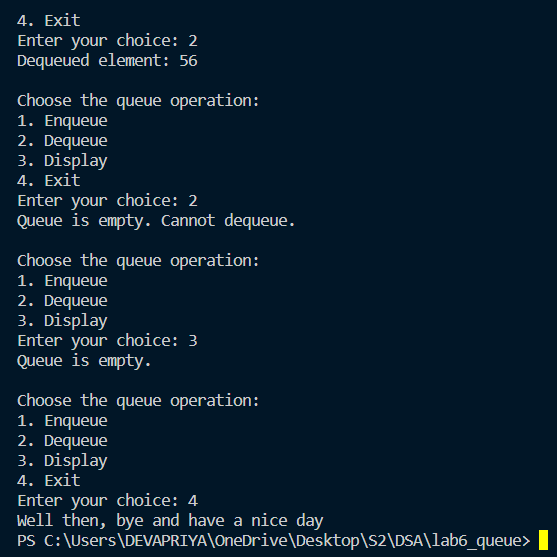 4. Exit
Enter your choice: 2
Dequeued element: 56
Choose the queue operation:
1. Enqueue
2. Dequeue
3. Display
4. Exit
Enter your choice: 2
Queue is empty. Cannot dequeue.
Choose the queue operation:
1. Enqueue
2. Dequeue
3. Display
Enter your choice: 3
Queue is empty.
Choose the queue operation:
1. Enqueue
2. Dequeue
3. Display
4. Exit
Enter your choice: 4
Well then, bye and have a nice day
PS C:\Users\DEVAPRIYA\OneDrive\Desktop\S2\DSA\lab6_queue>